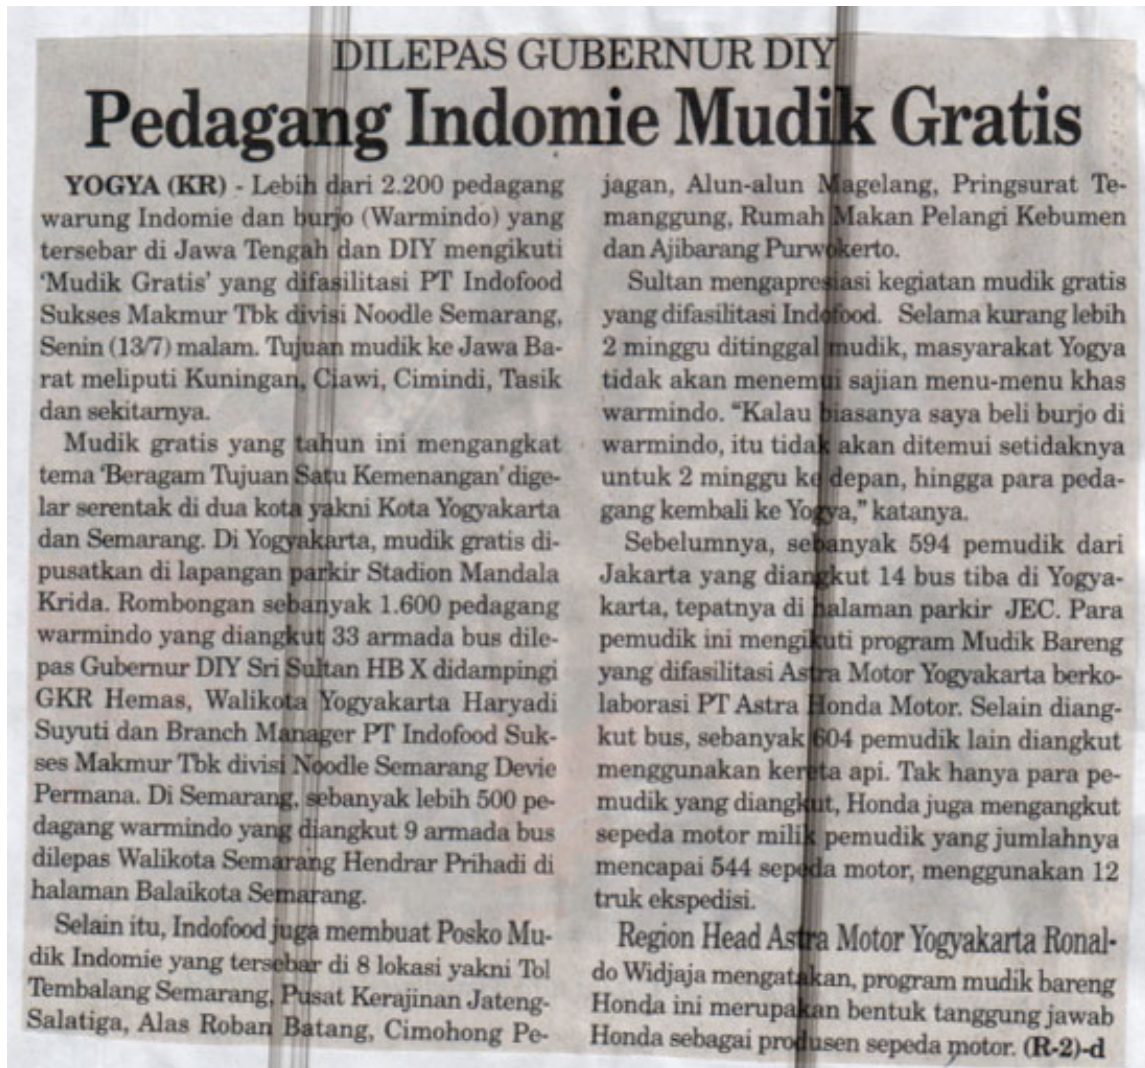 DILEPAS GUBERNUR DIY
Pedagang Indomie Mudik Gratis
YOGYA (KR) - Lebih dari 2.200 pedagang
warung Indomie dan burjo (Warmindo) yang
tersebar di Jawa Tengah dan DIY mengikuti
'Mudik Gratis' yang difasilitasi PT Indofood
Sukses Makmur Tbk divisi Noodle Semarang,
Senin (13/7) malam. Tujuan mudik ke Jawa Ba-
rat meliputi Kuningan, Ciawi, Cimindi, Tasik
dan sekitarnya.
Mudik gratis yang tahun ini mengangkat
tema 'Beragam Tujuan Satu Kemenangan' dige-
lar serentak di dua kota yakni Kota Yogyakarta
dan Semarang. Di Yogyakarta, mudik gratis di-
pusatkan di lapangan parkir Stadion Mandala
Krida. Rombongan sebanyak 1.600 pedagang
warmindo yang diangkut 33 armada bus dile-
pas Gubernur DIY Sri Sultan HB X didampingi
GKR Hemas, Walikota Yogyakarta Haryadi
Suyuti dan Branch Manager PT Indofood Suk-
ses Makmur Tbk divisi Noodle Semarang Devie
Permana. Di Semarang, sebanyak lebih 500 pe-
dagang warmindo yang diangkut 9 armada bus
dilepas Walikota Semarang Hendrar Prihadi di
halaman Balaikota Semarang.
Selain itu, Indofood juga membuat Posko Mu-
dik Indomie yang tersebar di 8 lokasi yakni Tol
Tembalang Semarang, Pusat Kerajinan Jateng-
Salatiga, Alas Roban Batang, Cimohong Pe-
jagan, Alun-alun Magelang, Pringsurat Te-
manggung, Rumah Makan Pelangi Kebumen
dan Ajibarang Purwokerto.
Sultan mengapresiasi kegiatan mudik gratis
yang difasilitasi Indofood. Selama kurang lebih
2 minggu ditinggal mudik, masyarakat Yogya
tidak akan menemui sajian menu-menu khas
warmindo. "Kalau biasanya saya beli burjo di
warmindo, itu tidak akan ditemui setidaknya
untuk 2 minggu ke depan, hingga para peda-
gang kembali ke Yogya," katanya.
Sebelumnya, sebanyak 594 pemudik dari
Jakarta yang diangkut 14 bus tiba di Yogya-
karta, tepatnya di halaman parkir JEC. Para
pemudik ini mengikuti program Mudik Bareng
yang difasilitasi Astra Motor Yogyakarta berko-
laborasi PT Astra Honda Motor. Selain diang-
kut bus, sebanyak 604 pemudik lain diangkut
menggunakan kereta api. Tak hanya para pe-
mudik yang diangkut, Honda juga mengangkut
sepeda motor milik pemudik yang jumlahnya
mencapai 544 sepeda motor, menggunakan 12
truk ekspedisi.
Region Head Astra Motor Yogyakarta Ronal-
do Widjaja mengatakan, program mudik bareng
Honda ini merupakan bentuk tanggung jawab
Honda sebagai produsen sepeda motor. (R-2)-d